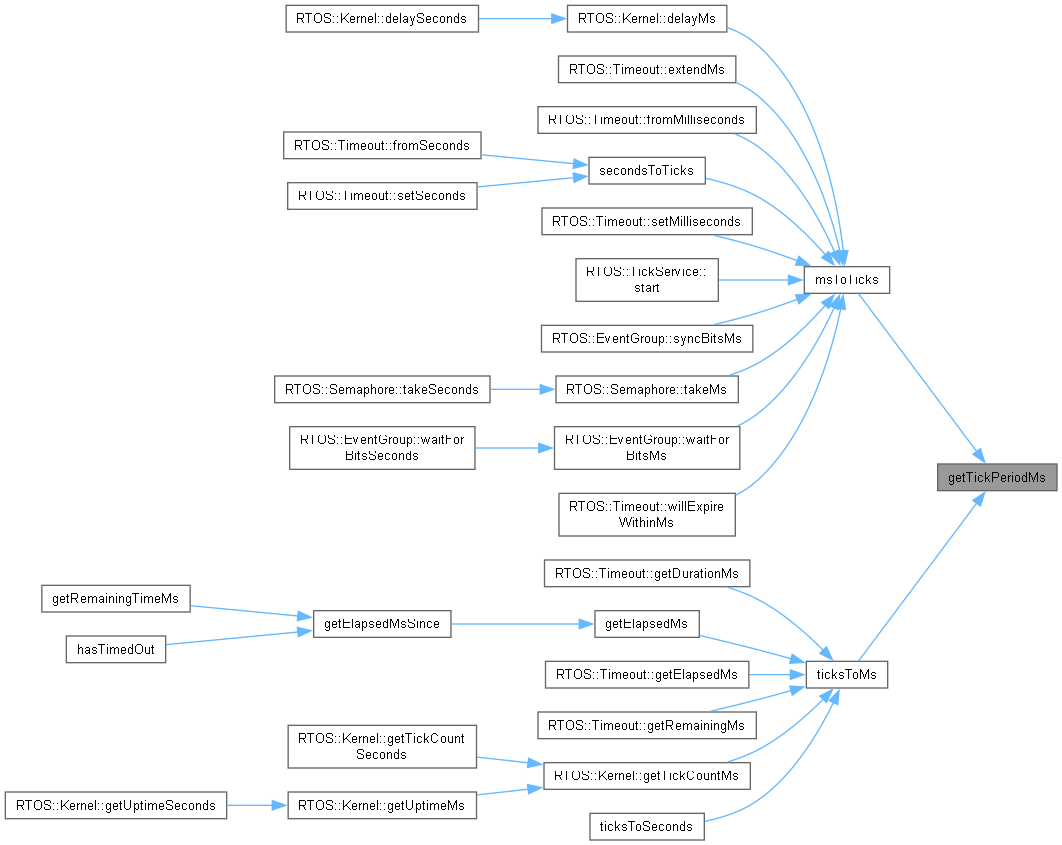 RTOS::Kernel::delaySeconds
RTOS::Kernel::delayMs
RTOS::Timeout::extendMs
RTOS::Timeout::fromMilliseconds
RTOS::Timeout::fromSeconds
secondsToTicks
RTOS::Timeout::setSeconds
RTOS::Timeout::setMilliseconds
RTOS::TickService::
start
msToTicks
RTOS::EventGroup::syncBitsMs
RTOS::Semaphore::takeSeconds
RTOS::Semaphore::takeMs
RTOS::EventGroup::waitFor
BitsSeconds
RTOS::EventGroup::waitFor
BitsMs
getTickPeriodMs
RTOS::Timeout::willExpire
WithinMs
RTOS::Timeout::getDurationMs
getRemainingTimeMs
getElapsedMsSince
getElapsedMs
hasTimedOut
RTOS::Timeout::getElapsedMs
ticksToMs
RTOS::Timeout::getRemainingMs
RTOS::Kernel::getTickCount
Seconds
RTOS::Kernel::getTickCountMs
RTOS::Kernel::getUptimeSeconds
RTOS::Kernel::getUptimeMs
ticksToSeconds